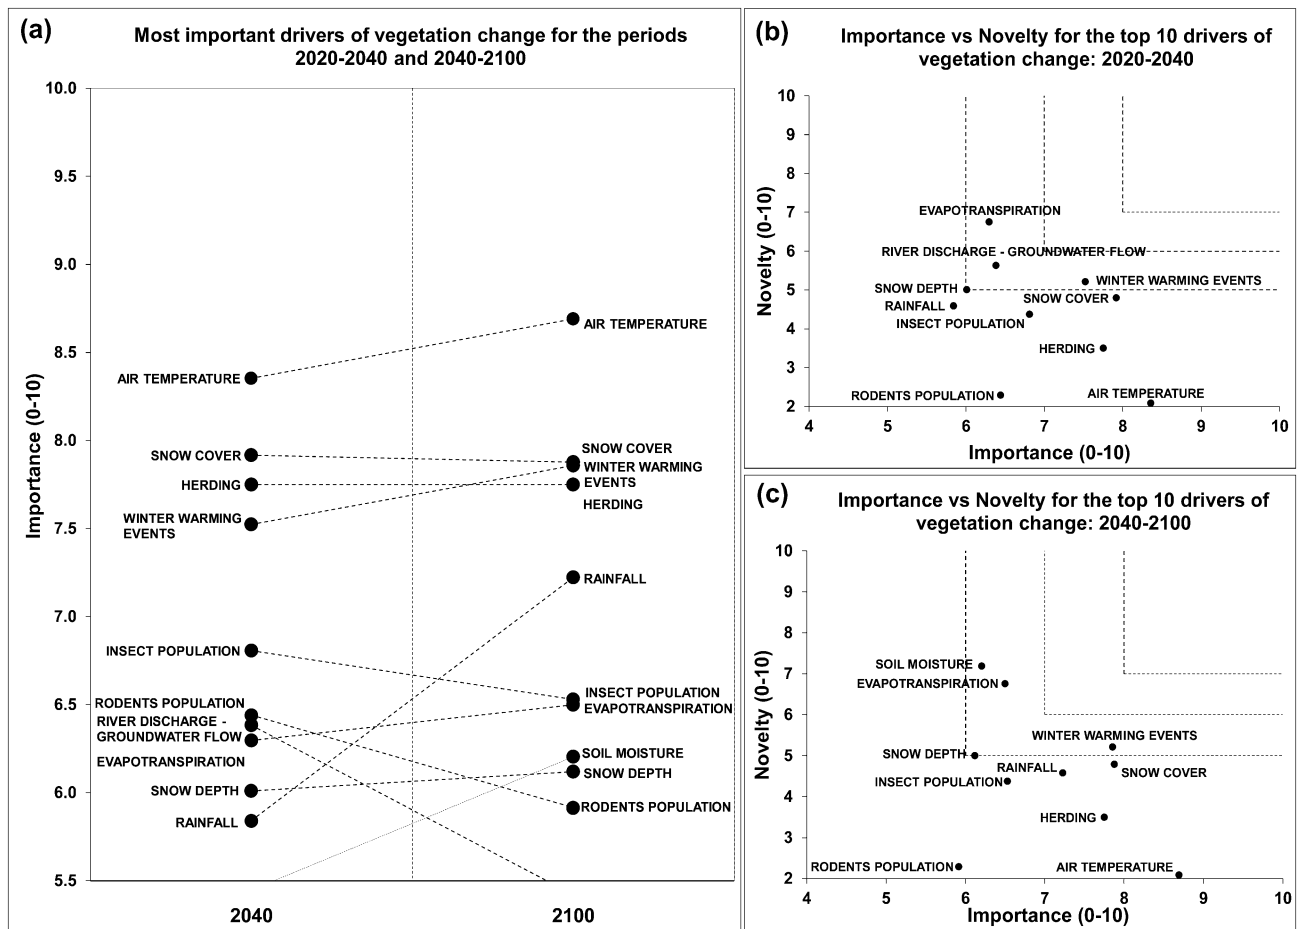 (a)
Most important drivers of vegetation change for the periods
2020-2040 and 2040-2100
Importance (0-10)
10.0
9.5
9.0
8.5
8.0
7.5
7.0
6.5
6.0
5.5
AIR TEMPERATURE
SNOW COVER
HERDING
WINTER WARMING
EVENTS
INSECT POPULATION
RODENTS POPULATION
RIVER DISCHARGE -
GROUNDWATER FLOW
EVAPOTRANSPIRATION
SNOW DEPTH
RAINFALL
AIR TEMPERATURE
SNOW COVER
WINTER WARMING
EVENTS
HERDING
RAINFALL
INSECT POPULATION
EVAPOTRANSPIRATION
SOIL MOISTURE
SNOW DEPTH
RODENTS POPULATION
2040
2100
(b)
Importance vs Novelty for the top 10 drivers of
vegetation change: 2020-2040
Novelty (0-10)
10
9
8
7
6
5
4
3
2
EVAPOTRANSPIRATION
RIVER DISCHARGE - GROUNDWATER FLOW
WINTER WARMING EVENTS
SNOW DEPTH
SNOW COVER
RAINFALL
INSECT POPULATION
HERDING
RODENTS POPULATION
AIR TEMPERATURE
4
5
6
7
8
9
10
Importance (0-10)
(c)
Importance vs Novelty for the top 10 drivers of
vegetation change: 2040-2100
Novelty (0-10)
10
9
8
7
6
5
4
3
2
SOIL MOISTURE
EVAPOTRANSPIRATION
WINTER WARMING EVENTS
SNOW DEPTH
RAINFALL
SNOW COVER
INSECT POPULATION
HERDING
RODENTS POPULATION
AIR TEMPERATURE
4
5
6
7
8
9
10
Importance (0-10)